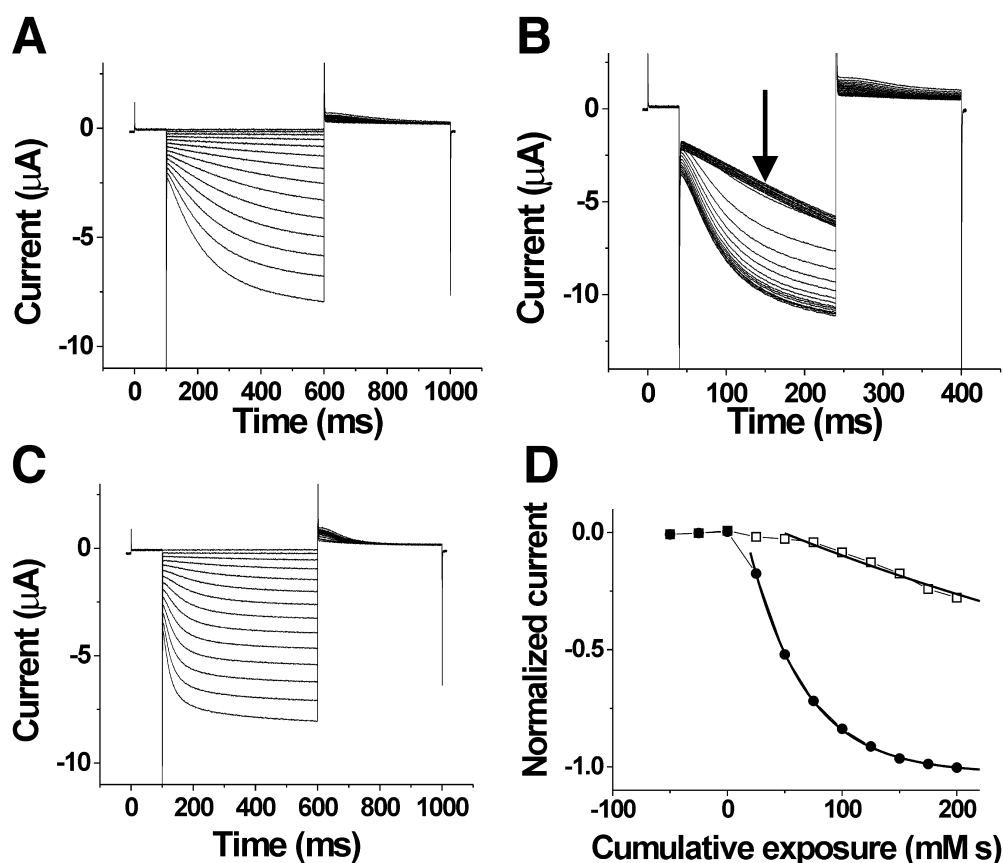 A
0
-5
-10
Current (μA)
0 200 400 600 800 1000
Time (ms)
B
0
-5
-10
Current (μA)
0 100 200 300 400
Time (ms)
C
0
-5
-10
Current (μA)
0 200 400 600 800 1000
Time (ms)
D
0.0
-0.5
-1.0
Normalized current
-100 0 100 200
Cumulative exposure (mM s)